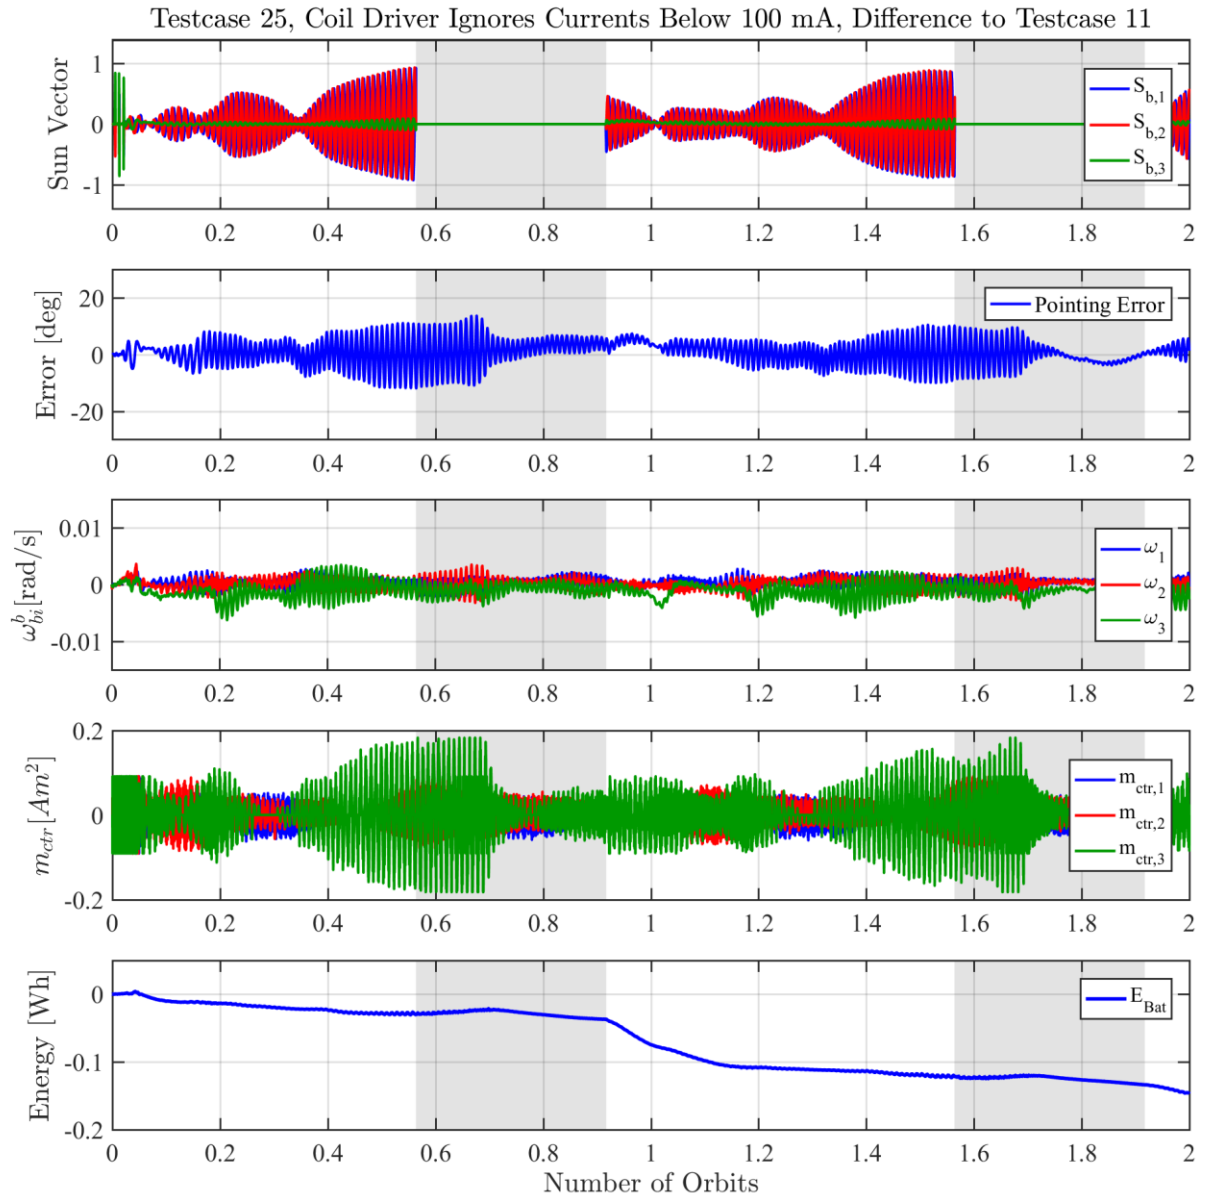 Testcase 25, Coil Driver Ignores Currents Below 100 mA, Difference to Testcase 11
Sun Vector
1
0
-1
S_b,1
S_b,2
S_b,3
0 0.2 0.4 0.6 0.8 1 1.2 1.4 1.6 1.8 2
Error [deg]
20
0
-20
Pointing Error
0 0.2 0.4 0.6 0.8 1 1.2 1.4 1.6 1.8 2
ω^b_bi [rad/s]
0.01
0
-0.01
ω_1
ω_2
ω_3
0 0.2 0.4 0.6 0.8 1 1.2 1.4 1.6 1.8 2
m_ctr [Am²]
0.2
0
-0.2
m_ctr,1
m_ctr,2
m_ctr,3
0 0.2 0.4 0.6 0.8 1 1.2 1.4 1.6 1.8 2
Energy [Wh]
0
-0.1
-0.2
E_Bat
0 0.2 0.4 0.6 0.8 1 1.2 1.4 1.6 1.8 2
Number of Orbits